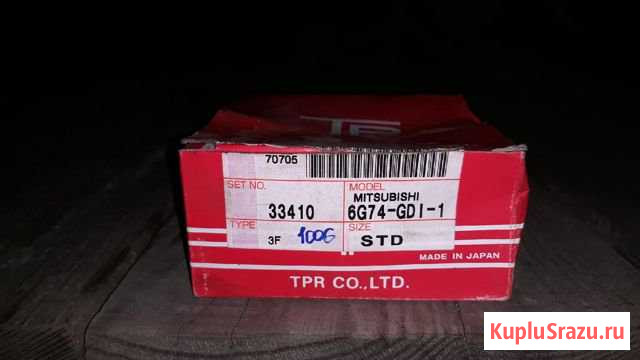 TP
70705
SET NO. MODEL
MITSUBISHI
33410 6G74-GDI-1
TYPE SIZE
3F 100G STD
MADE IN JAPAN
TPR CO.,LTD.
KupluSrazu.ru